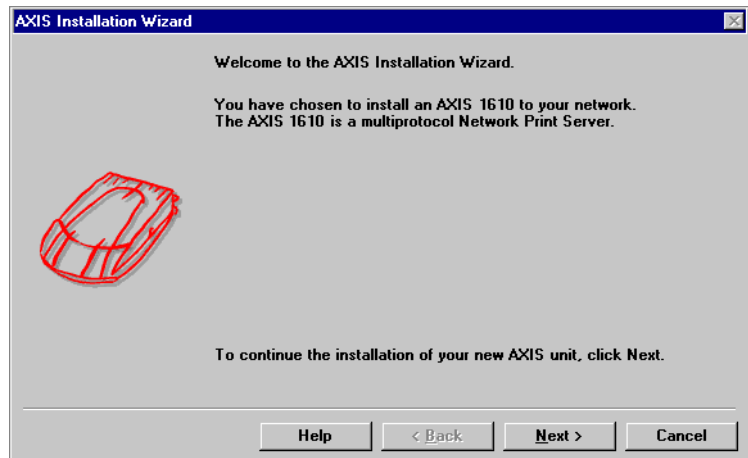 AXIS Installation Wizard
Welcome to the AXIS Installation Wizard.
You have chosen to install an AXIS 1610 to your network.
The AXIS 1610 is a multiprotocol Network Print Server.
To continue the installation of your new AXIS unit, click Next.
Help
< Back
Next >
Cancel